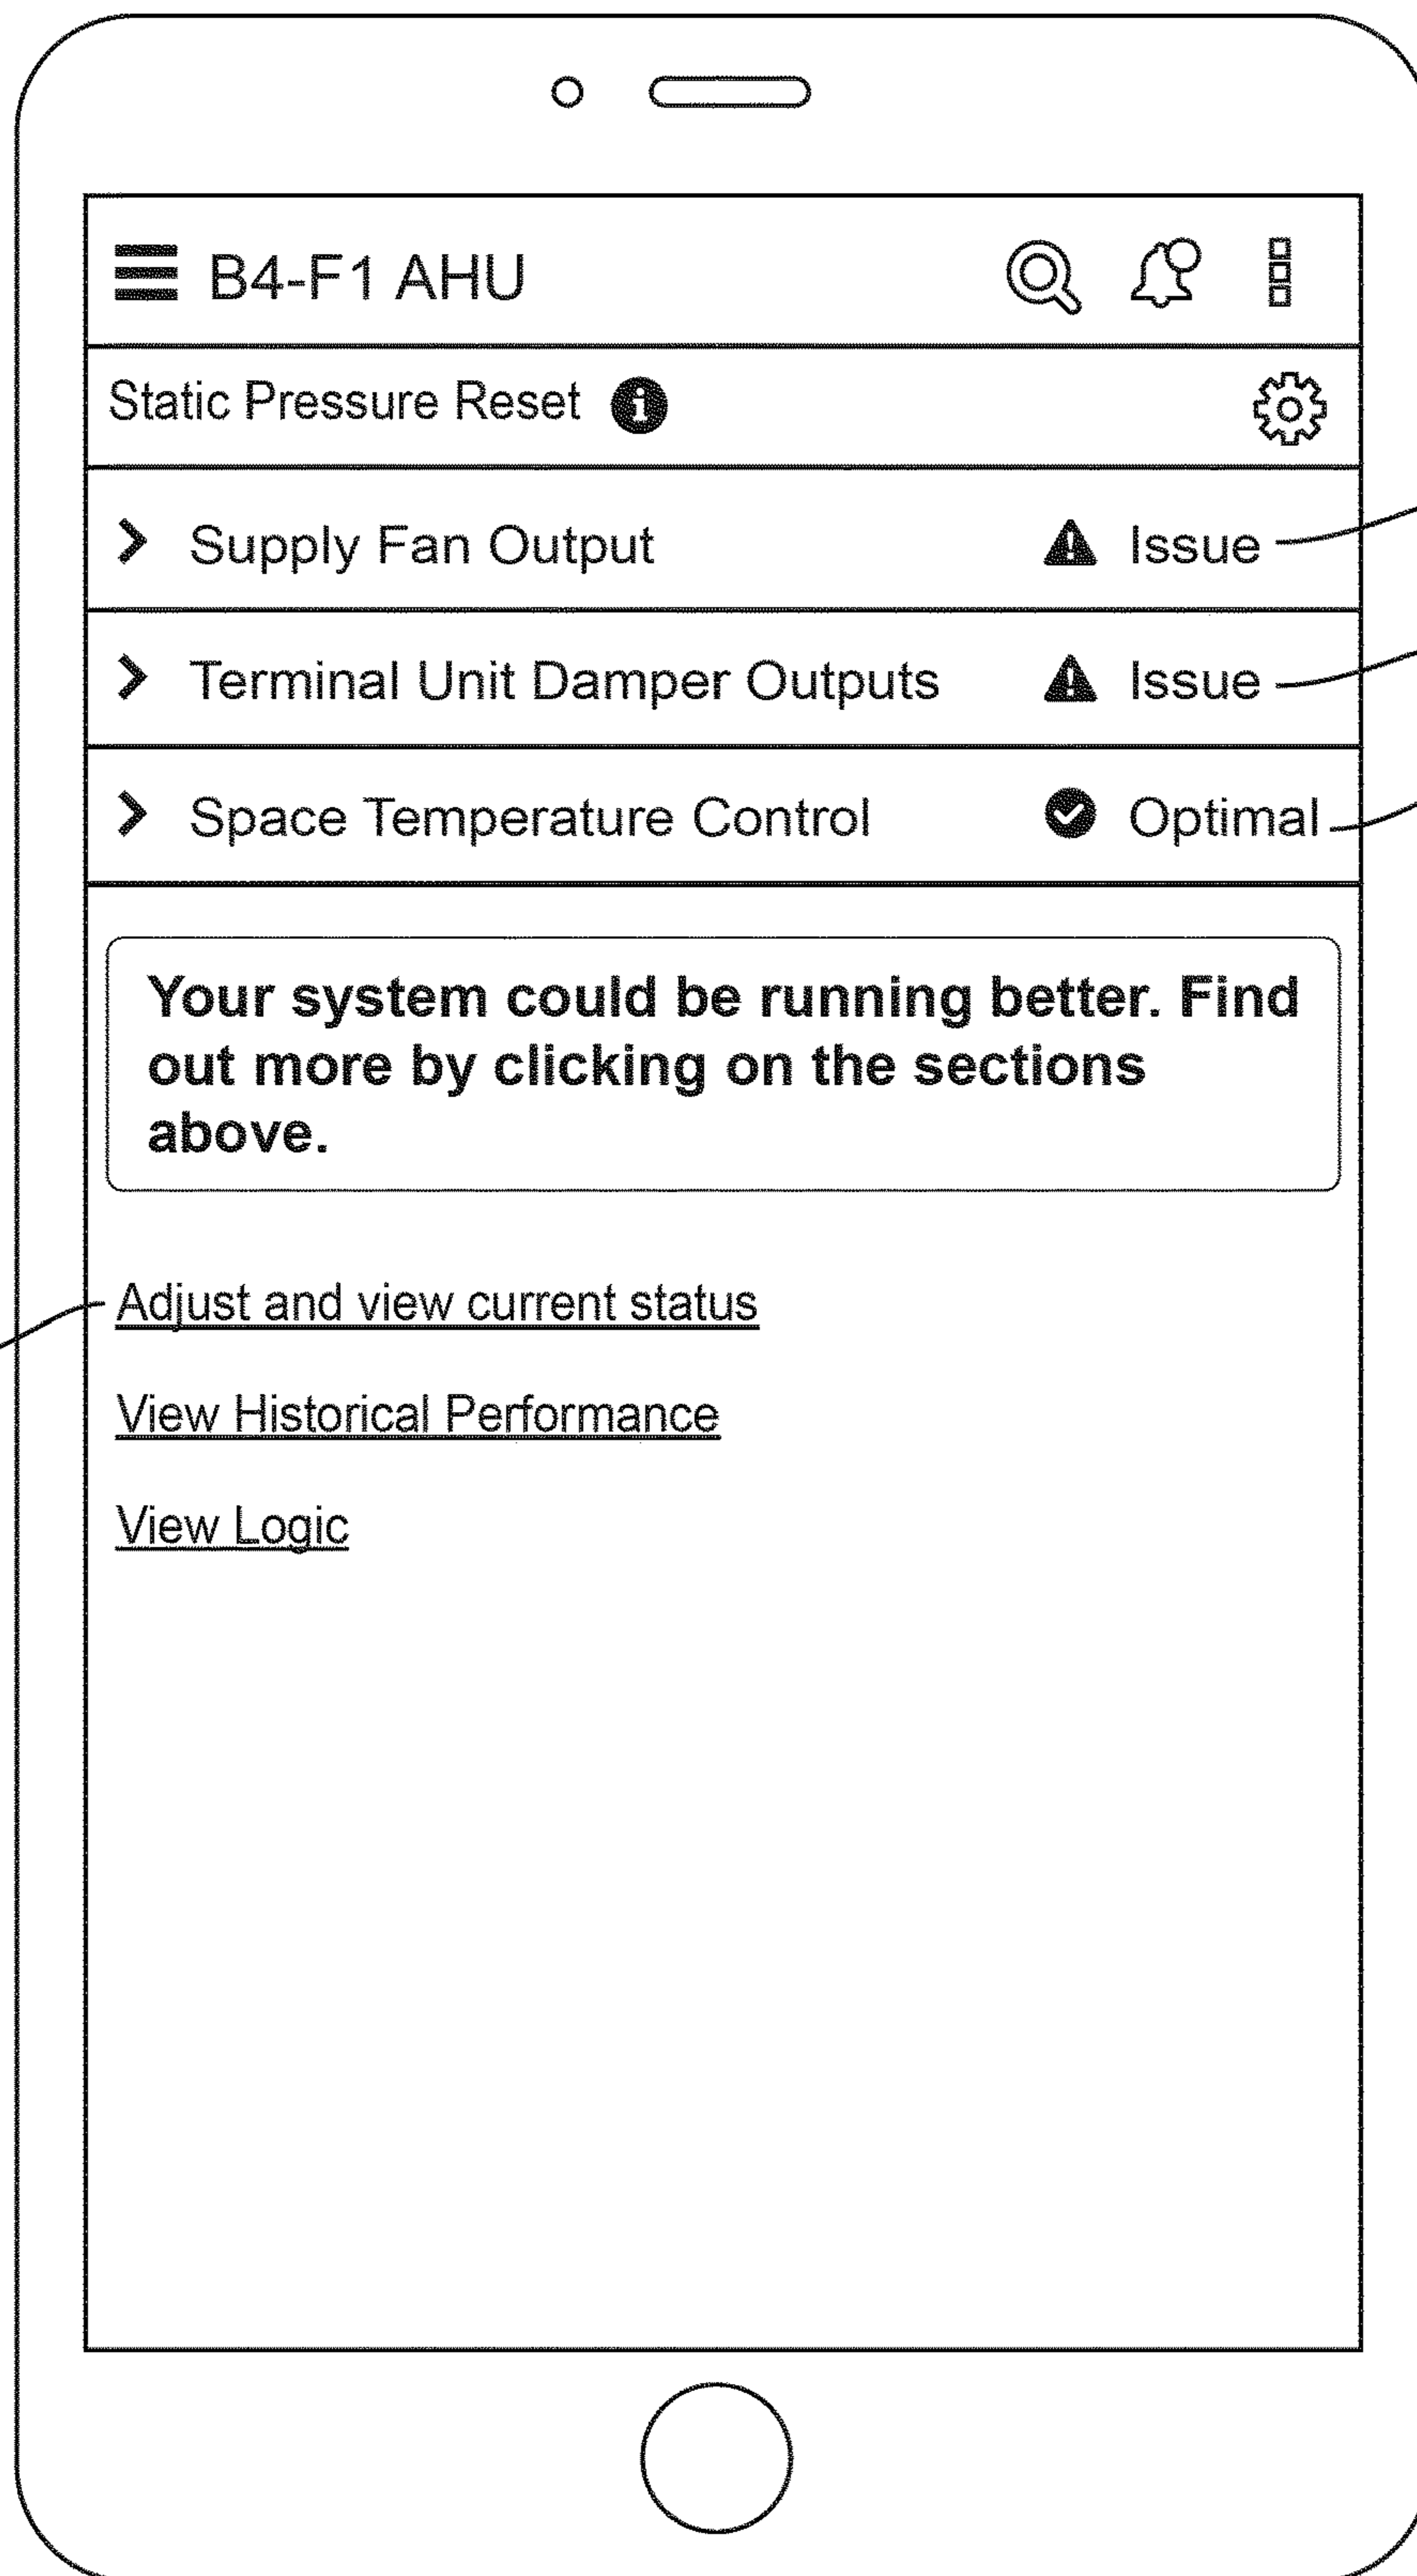 B4-F1 AHU
Static Pressure Reset
Supply Fan Output Issue
Terminal Unit Damper Outputs Issue
Space Temperature Control Optimal
Your system could be running better. Find
out more by clicking on the sections
above.
Adjust and view current status
View Historical Performance
View Logic